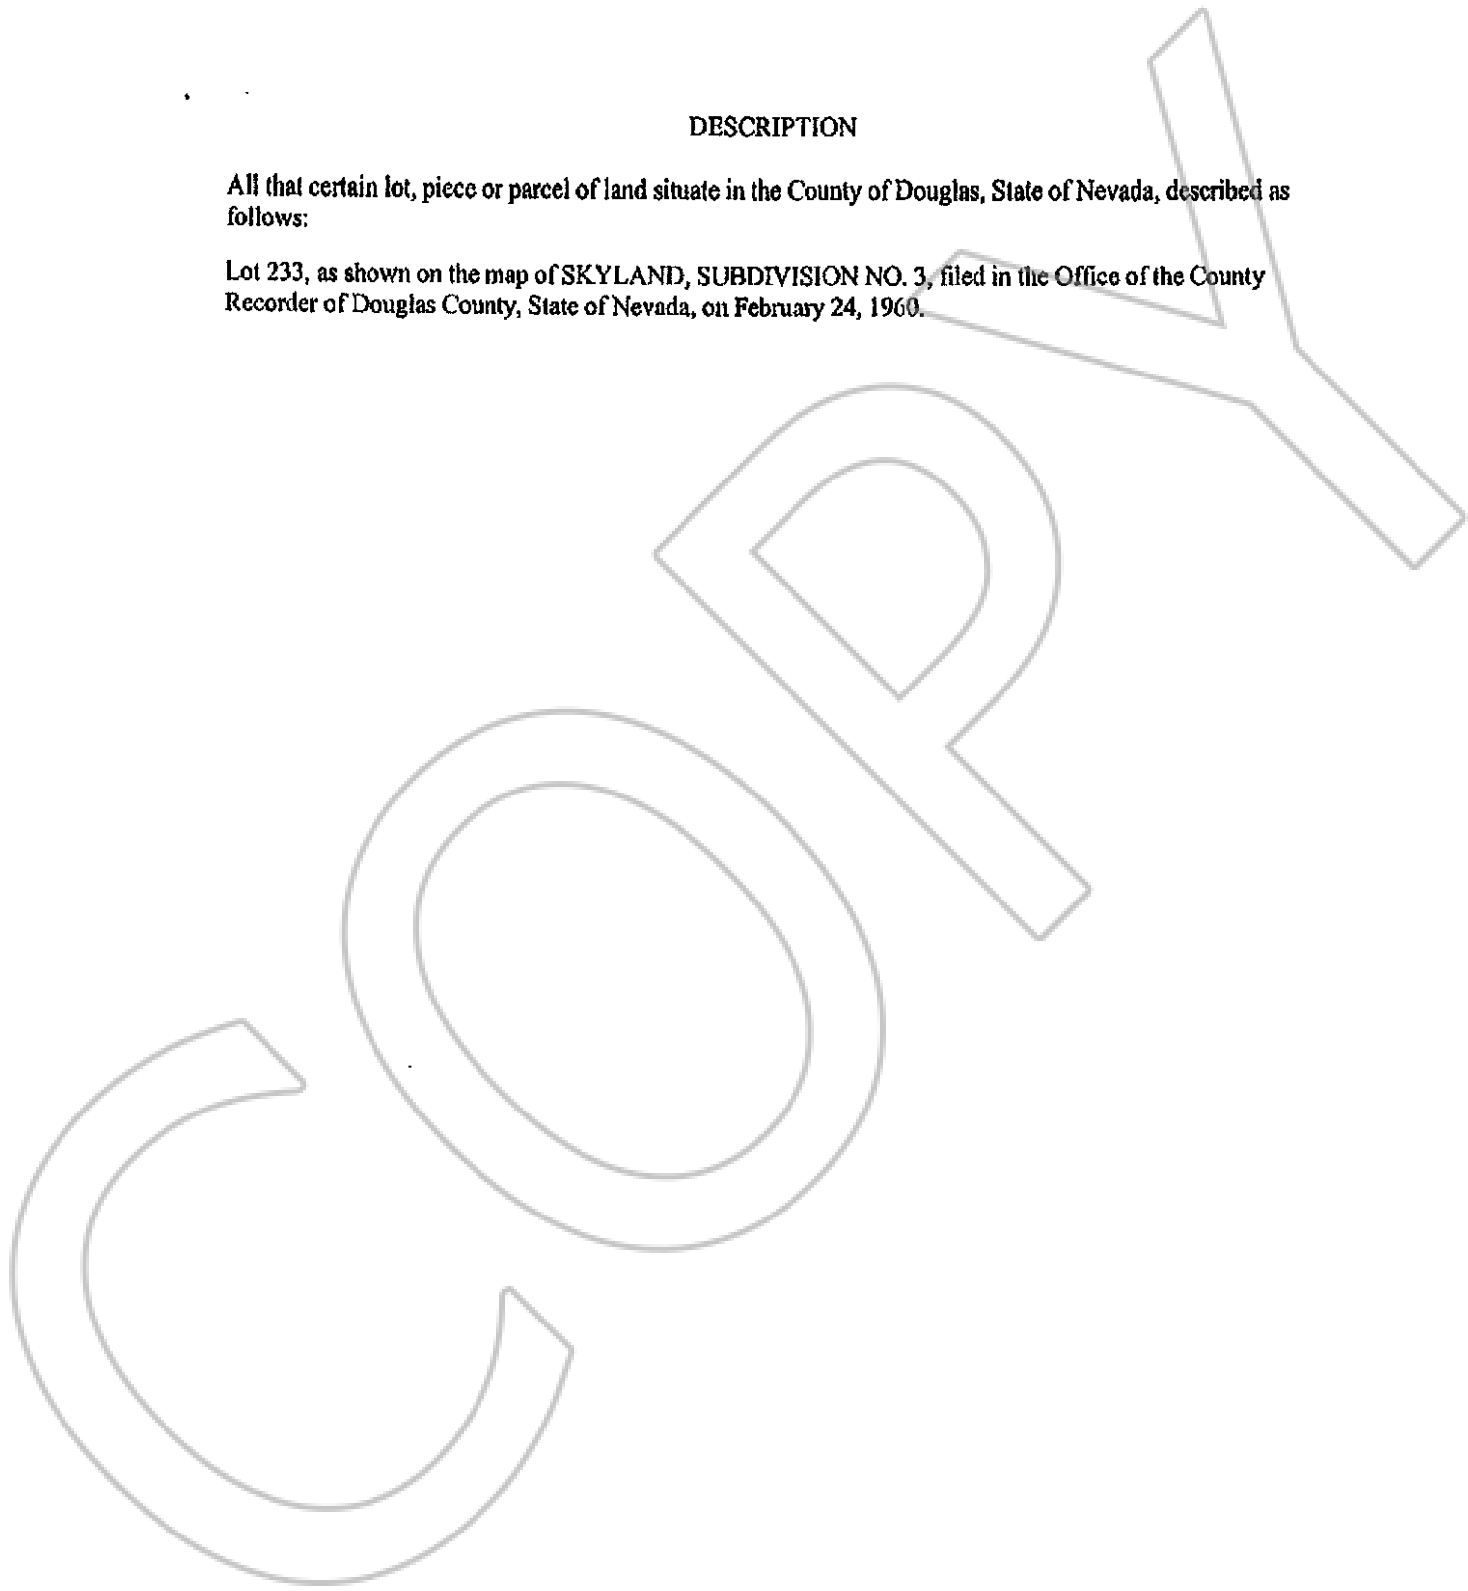 DESCRIPTION
All that certain lot, piece or parcel of land situate in the County of Douglas, State of Nevada, described as
follows:
Lot 233, as shown on the map of SKYLAND, SUBDIVISION NO. 3, filed in the Office of the County
Recorder of Douglas County, State of Nevada, on February 24, 1960.
COPY